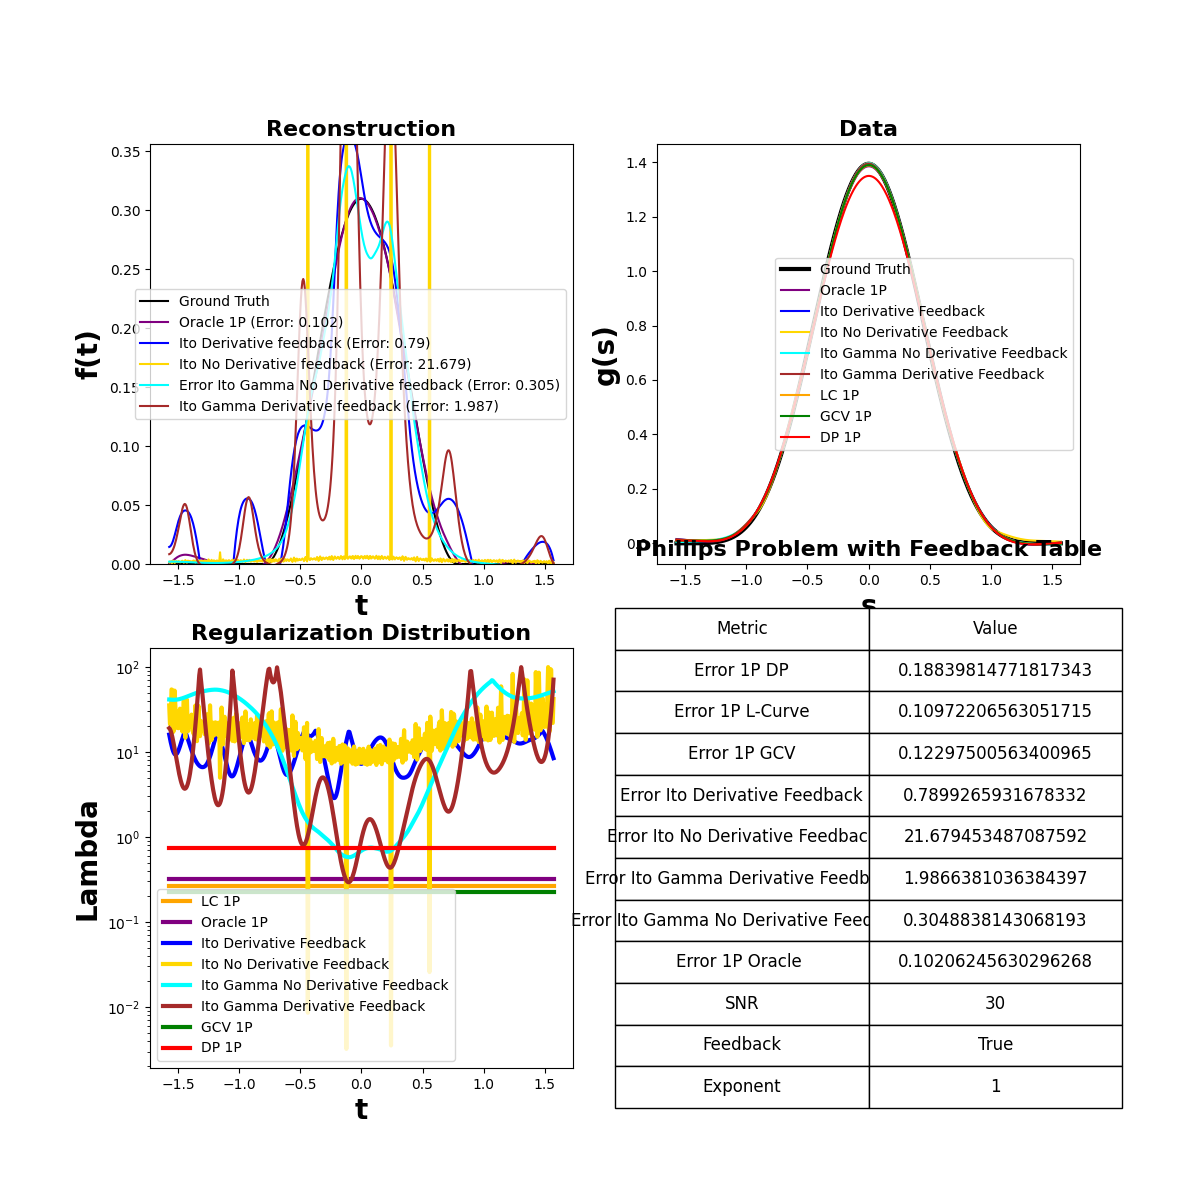 Reconstruction
f(t)
0.35
0.30
0.25
0.20
0.15
0.10
0.05
0.00
Ground Truth
Oracle 1P (Error: 0.102)
Ito Derivative feedback (Error: 0.79)
Ito No Derivative feedback (Error: 21.679)
Error Ito Gamma No Derivative feedback (Error: 0.305)
Ito Gamma Derivative feedback (Error: 1.987)
−1.5 −1.0 −0.5 0.0 0.5 1.0 1.5
t
Data
g(s)
1.4
1.2
1.0
0.8
0.6
0.4
0.2
Ground Truth
Oracle 1P
Ito Derivative Feedback
Ito No Derivative Feedback
Ito Gamma No Derivative Feedback
Ito Gamma Derivative Feedback
LC 1P
GCV 1P
DP 1P
−1.5 −1.0 −0.5 0.0 0.5 1.0 1.5
s
Regularization Distribution
Lambda
10²
10¹
10⁰
10⁻¹
10⁻²
LC 1P
Oracle 1P
Ito Derivative Feedback
Ito No Derivative Feedback
Ito Gamma No Derivative Feedback
Ito Gamma Derivative Feedback
GCV 1P
DP 1P
−1.5 −1.0 −0.5 0.0 0.5 1.0 1.5
t
Phillips Problem with Feedback Table
Metric Value
Error 1P DP 0.18839814771817343
Error 1P L-Curve 0.10972206563051715
Error 1P GCV 0.12297500563400965
Error Ito Derivative Feedback 0.7899265931678332
Error Ito No Derivative Feedbac 21.679453487087592
Error Ito Gamma Derivative Feedb 1.9866381036384397
Error Ito Gamma No Derivative Feed 0.3048838143068193
Error 1P Oracle 0.10206245630296268
SNR 30
Feedback True
Exponent 1